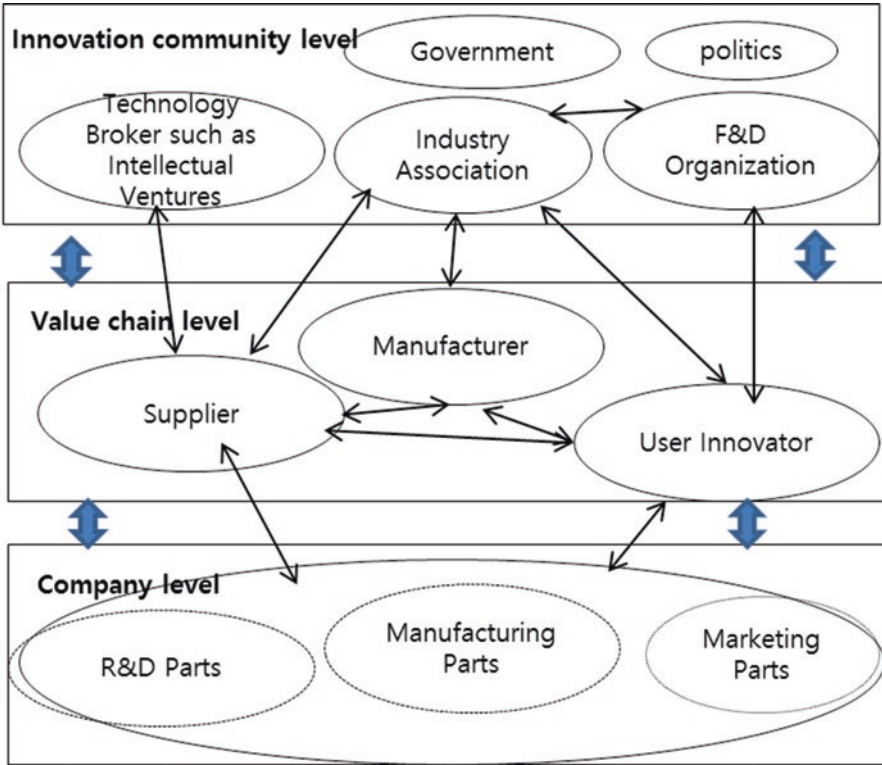 Innovation community level
Government
politics
Technology
Broker such as
Intellectual
Ventures
Industry
Association
F&D
Organization
Value chain level
Manufacturer
Supplier
User Innovator
Company level
R&D Parts
Manufacturing
Parts
Marketing
Parts